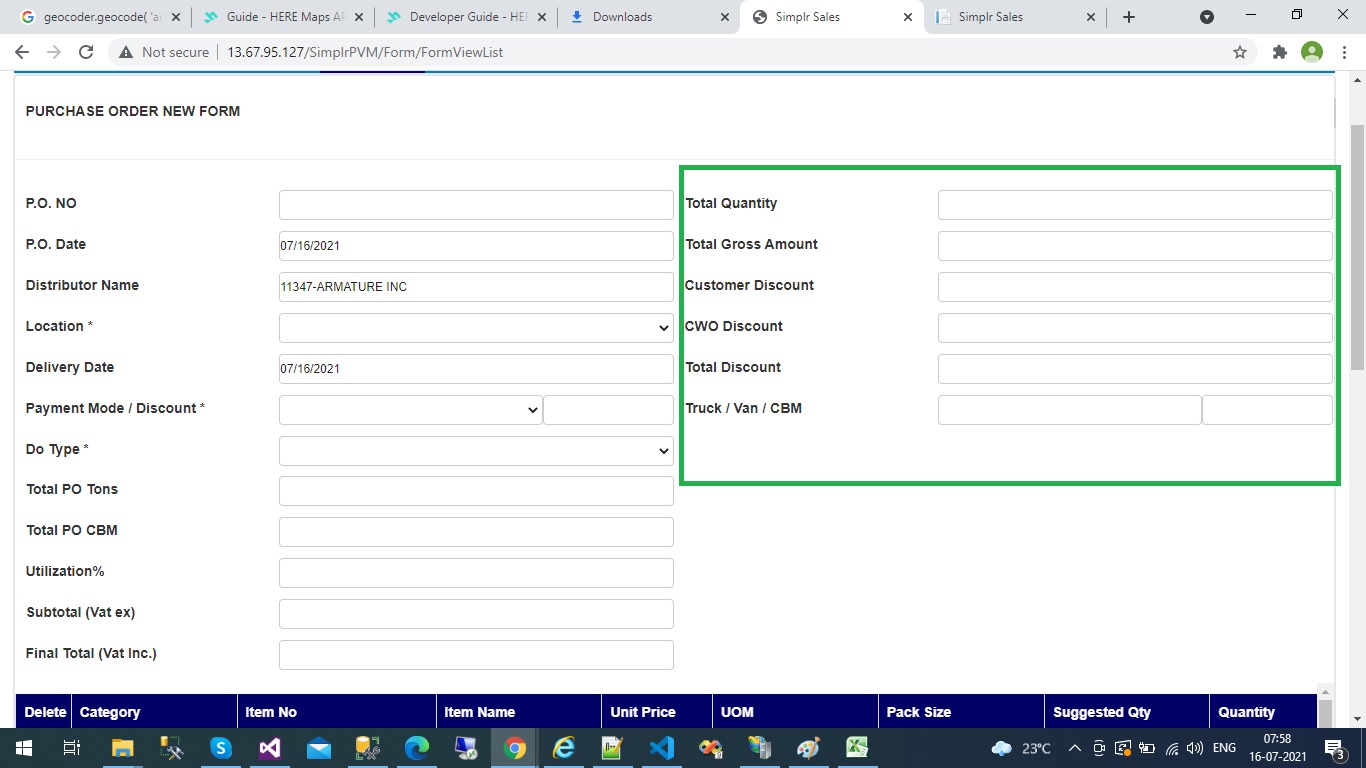 geocoder.geocode( 'ac
Guide - HERE Maps AP
Developer Guide - HER
Downloads
Simplr Sales
Simplr Sales
Not secure
13.67.95.127/SimplrPVM/Form/FormViewList
PURCHASE ORDER NEW FORM
P.O. NO
Total Quantity
P.O. Date 07/16/2021
Total Gross Amount
Distributor Name 11347-ARMATURE INC
Customer Discount
Location *
CWO Discount
Delivery Date 07/16/2021
Total Discount
Payment Mode / Discount *
Truck / Van / CBM
Do Type *
Total PO Tons
Total PO CBM
Utilization%
Subtotal (Vat ex)
Final Total (Vat Inc.)
Delete Category Item No Item Name Unit Price UOM Pack Size Suggested Qty Quantity
23°C
ENG
07:58
16-07-2021
3